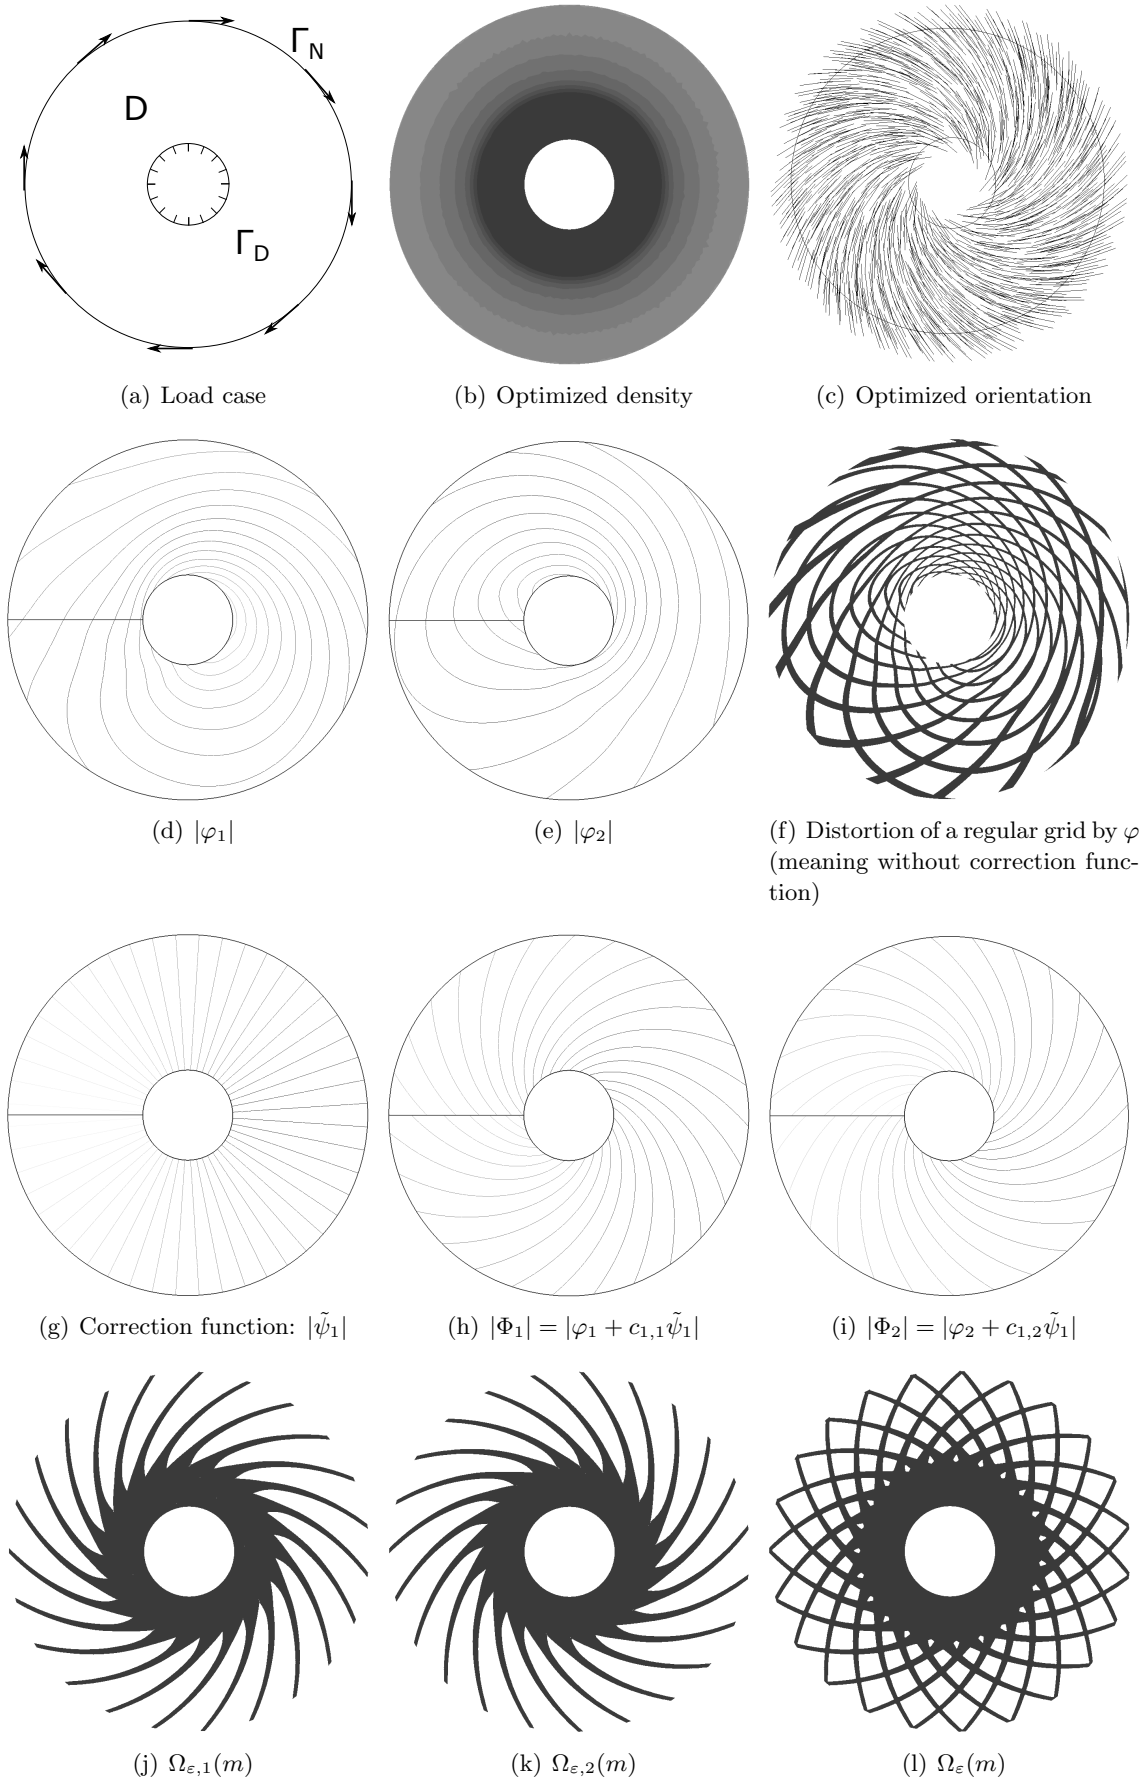 Γ_N
D
Γ_D
(a) Load case
(b) Optimized density
(c) Optimized orientation
(d) |φ₁|
(e) |φ₂|
(f) Distortion of a regular grid by φ
(meaning without correction func-
tion)
(g) Correction function: |ψ̃₁|
(h) |Φ₁| = |φ₁ + c₁,₁ψ̃₁|
(i) |Φ₂| = |φ₂ + c₁,₂ψ̃₁|
(j) Ω_ε,₁(m)
(k) Ω_ε,₂(m)
(l) Ω_ε(m)